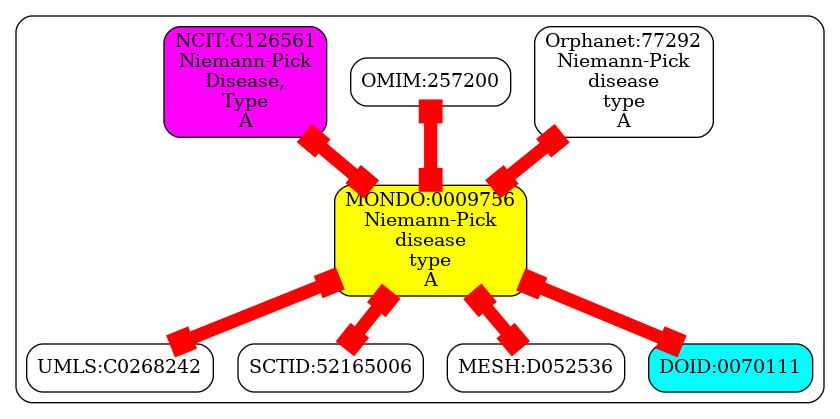 NCIT:C126561
Niemann-Pick
Disease,
Type
A
OMIM:257200
Orphanet:77292
Niemann-Pick
disease
type
A
MONDO:0009756
Niemann-Pick
disease
type
A
UMLS:C0268242
SCTID:52165006
MESH:D052536
DOID:0070111